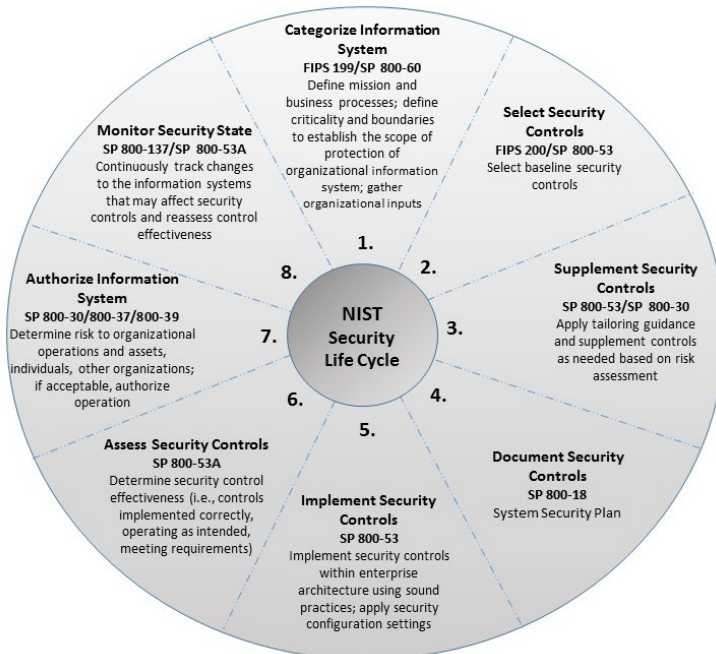 Categorize Information
System
FIPS 199/SP 800-60
Define mission and
business processes; define
criticality and boundaries
to establish the scope of
protection of
organizational information
system; gather
organizational inputs
1.
Select Security
Controls
FIPS 200/SP 800-53
Select baseline security
controls
2.
Supplement Security
Controls
SP 800-53/SP 800-30
Apply tailoring guidance
and supplement controls
as needed based on risk
assessment
3.
Document Security
Controls
SP 800-18
System Security Plan
4.
Implement Security
Controls
SP 800-53
Implement security controls
within enterprise
architecture using sound
practices; apply security
configuration settings
5.
Assess Security Controls
SP 800-53A
Determine security control
effectiveness (i.e., controls
implemented correctly,
operating as intended,
meeting requirements)
6.
Authorize Information
System
SP 800-30/800-37/800-39
Determine risk to organizational
operations and assets,
individuals, other organizations;
if acceptable, authorize
operation
7.
Monitor Security State
SP 800-137/SP 800-53A
Continuously track changes
to the information systems
that may affect security
controls and reassess control
effectiveness
8.
NIST
Security
Life Cycle